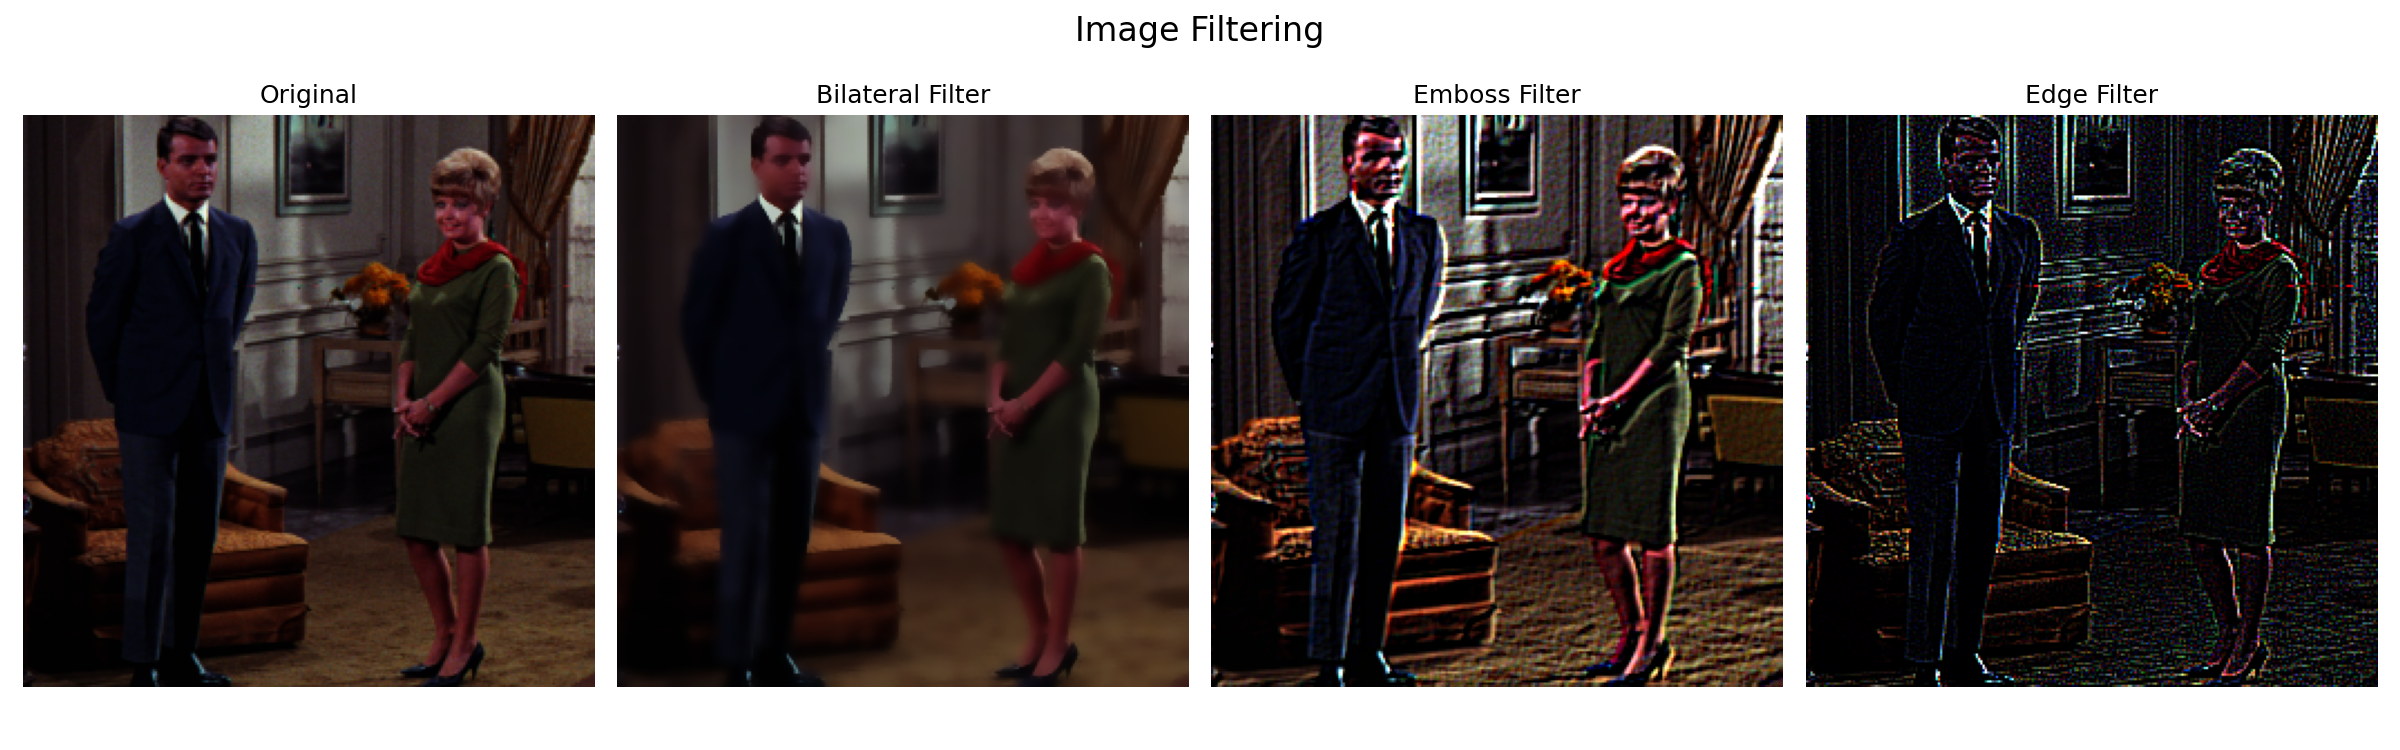 Image Filtering
Original
Bilateral Filter
Emboss Filter
Edge Filter